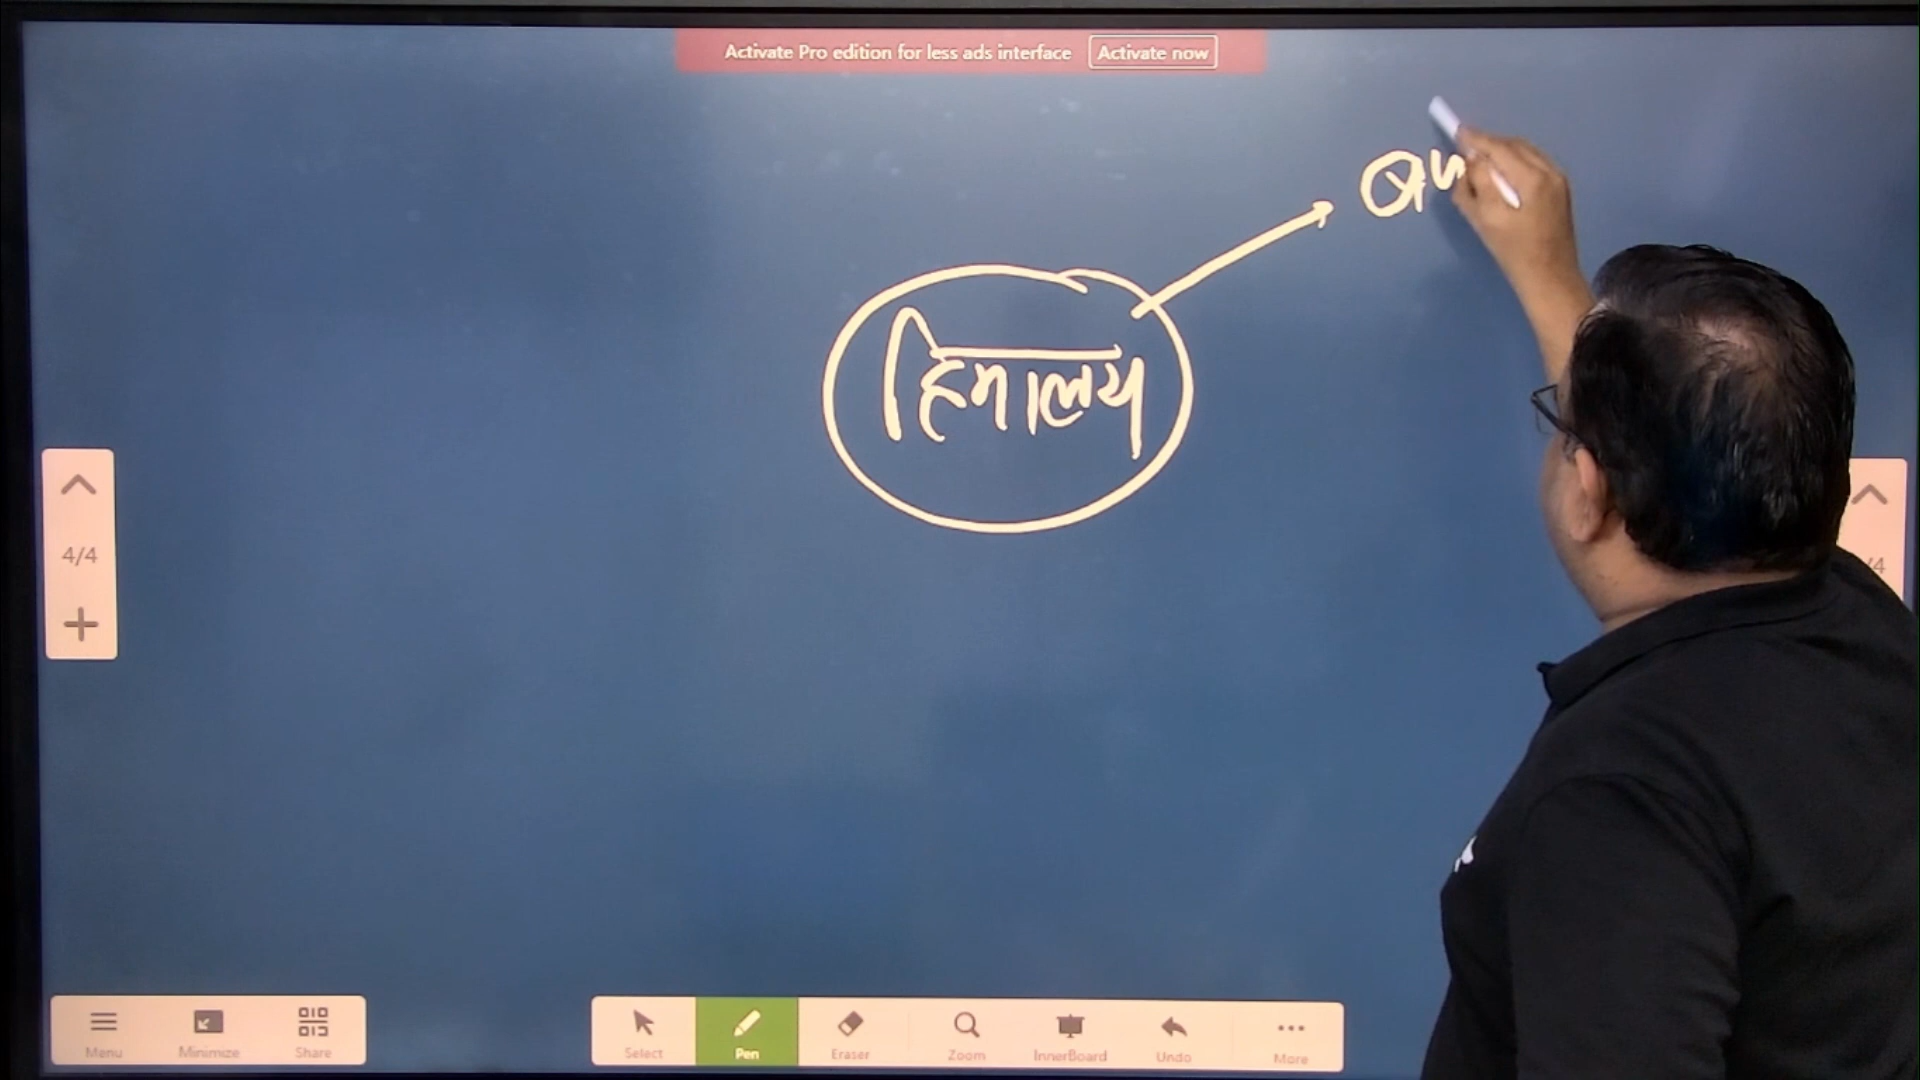 Activate Pro edition for less ads interface Activate now
हिमालय
4/4
/4
Menu Minimize Share
Select Pen Eraser Zoom InnerBoard Undo More